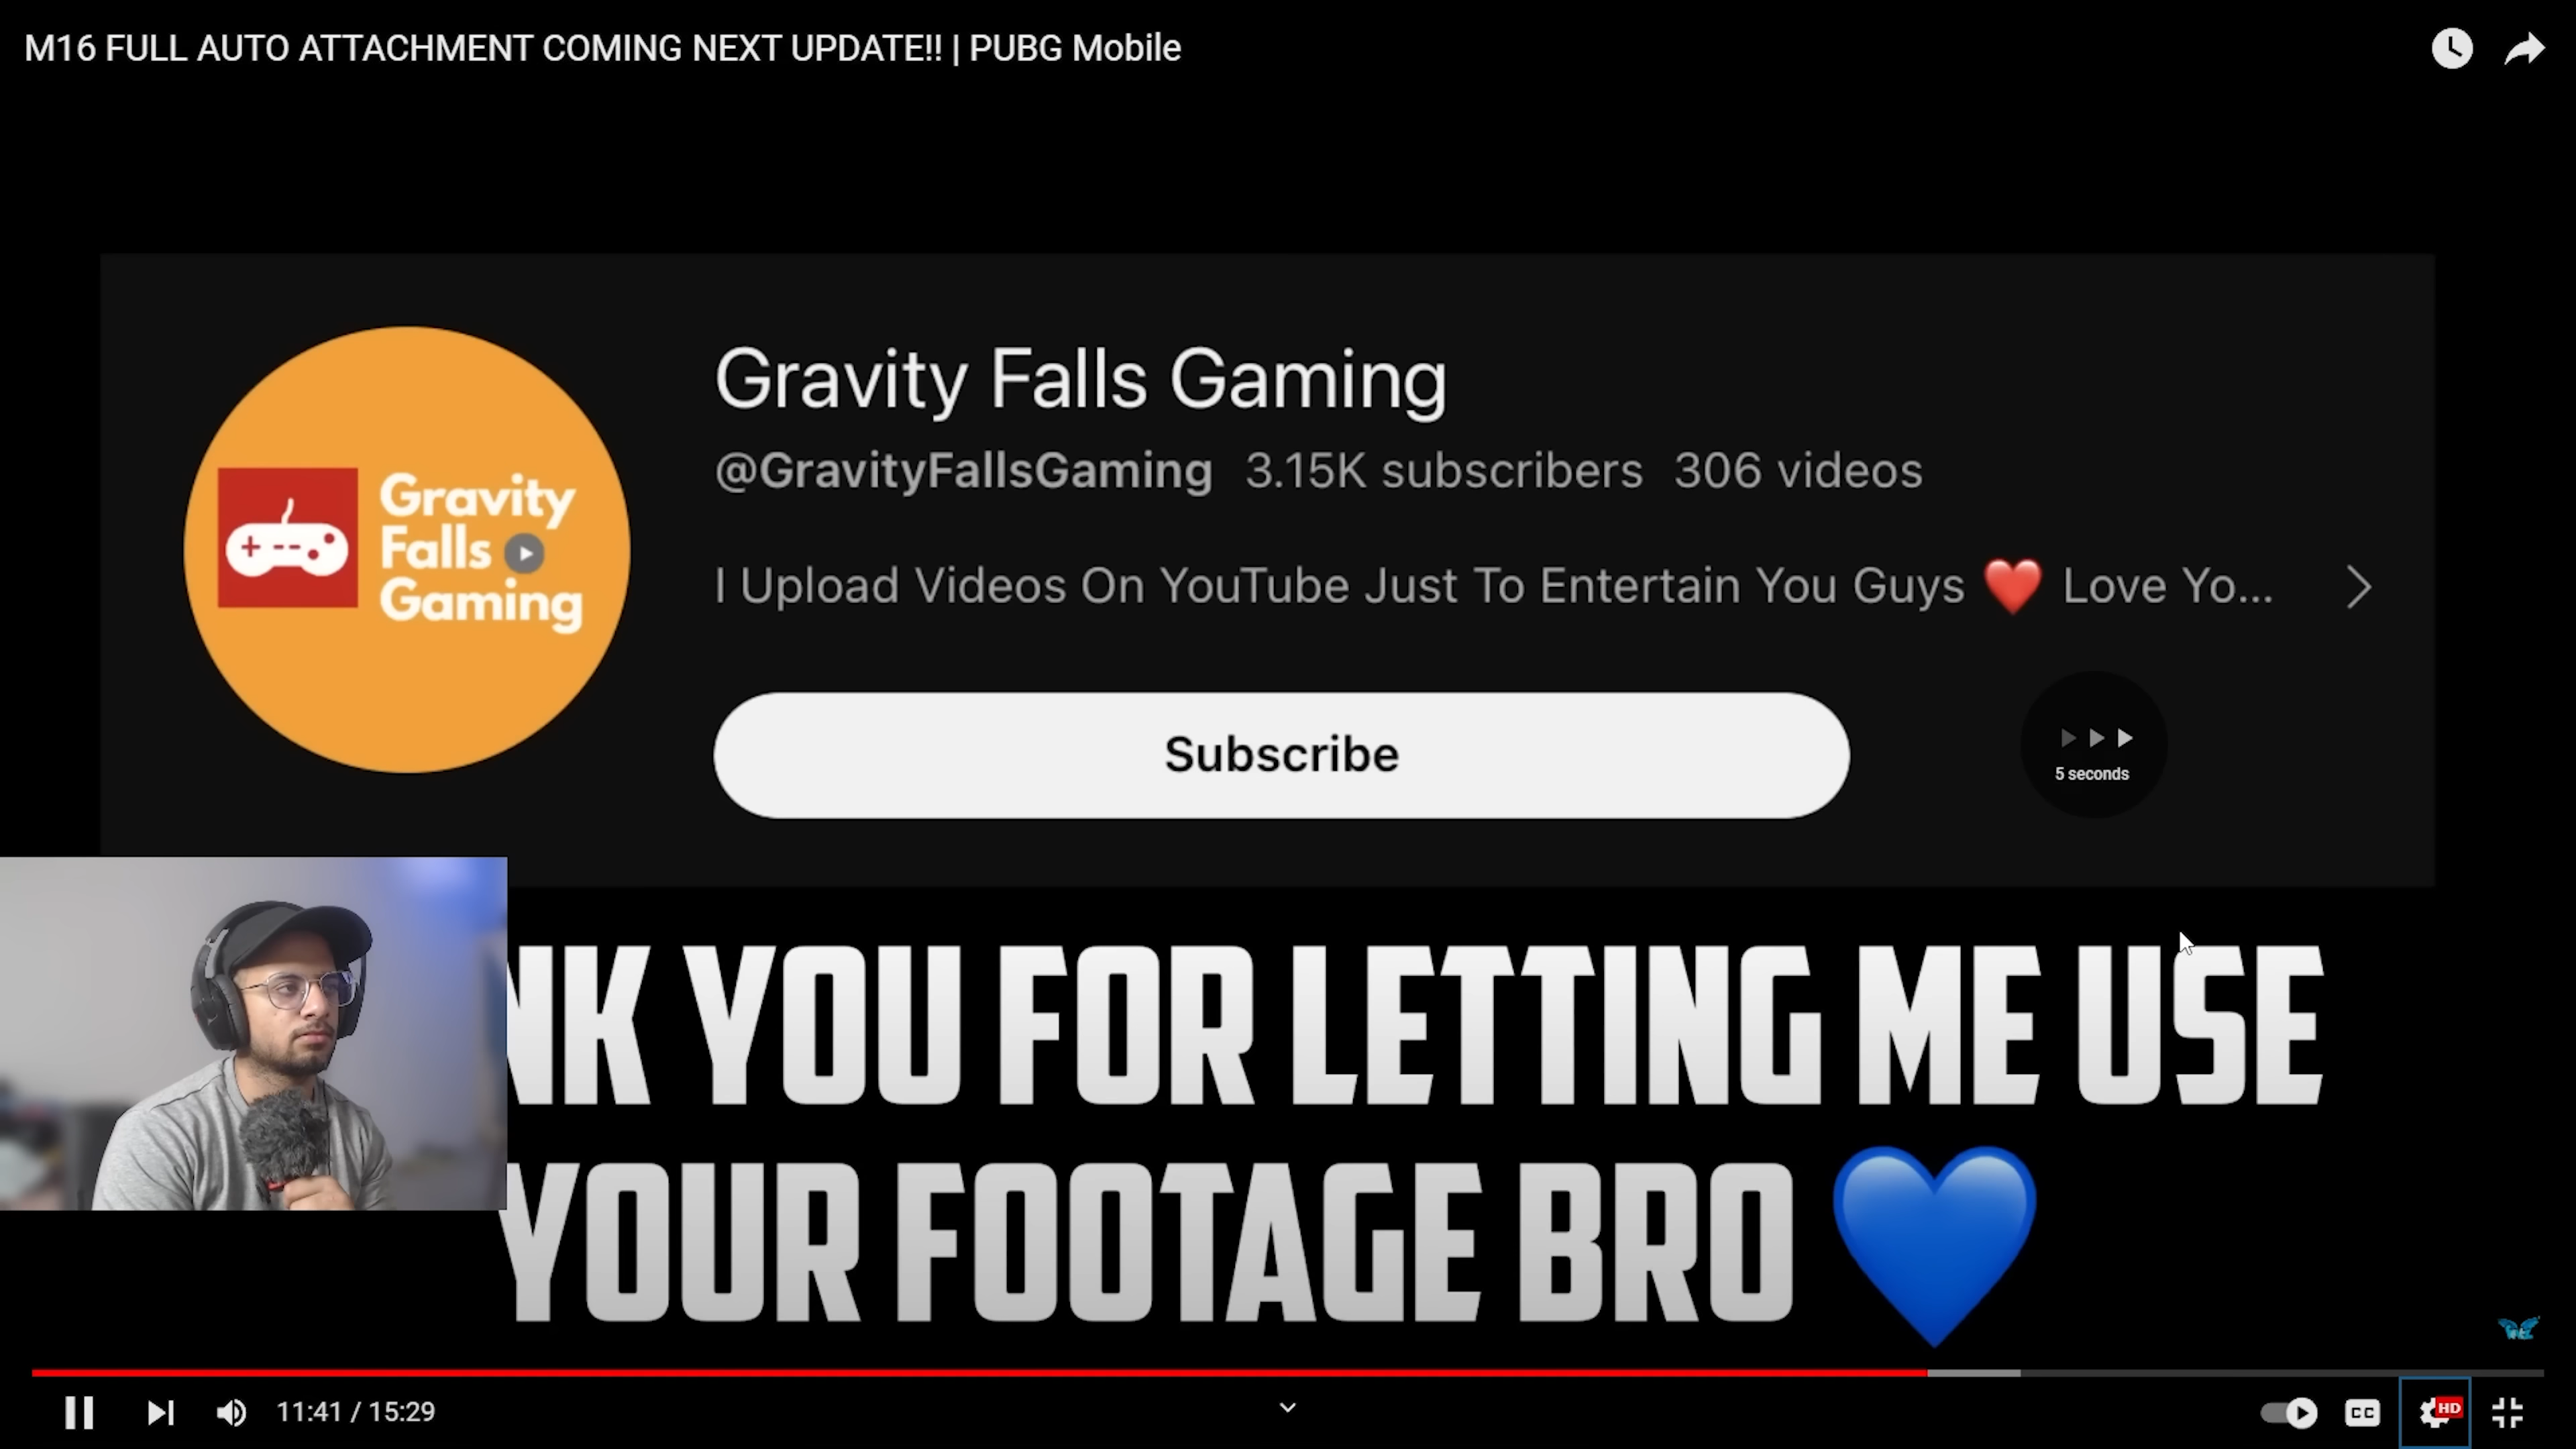 M16 FULL AUTO ATTACHMENT COMING NEXT UPDATE!! | PUBG Mobile
Gravity Falls Gaming
@GravityFallsGaming 3.15K subscribers 306 videos
Gravity
Falls
Gaming
I Upload Videos On YouTube Just To Entertain You Guys ❤️ Love Yo...
Subscribe
5 seconds
NK YOU FOR LETTING ME USE
YOUR FOOTAGE BRO 💙
11:41 / 15:29
CC
HD